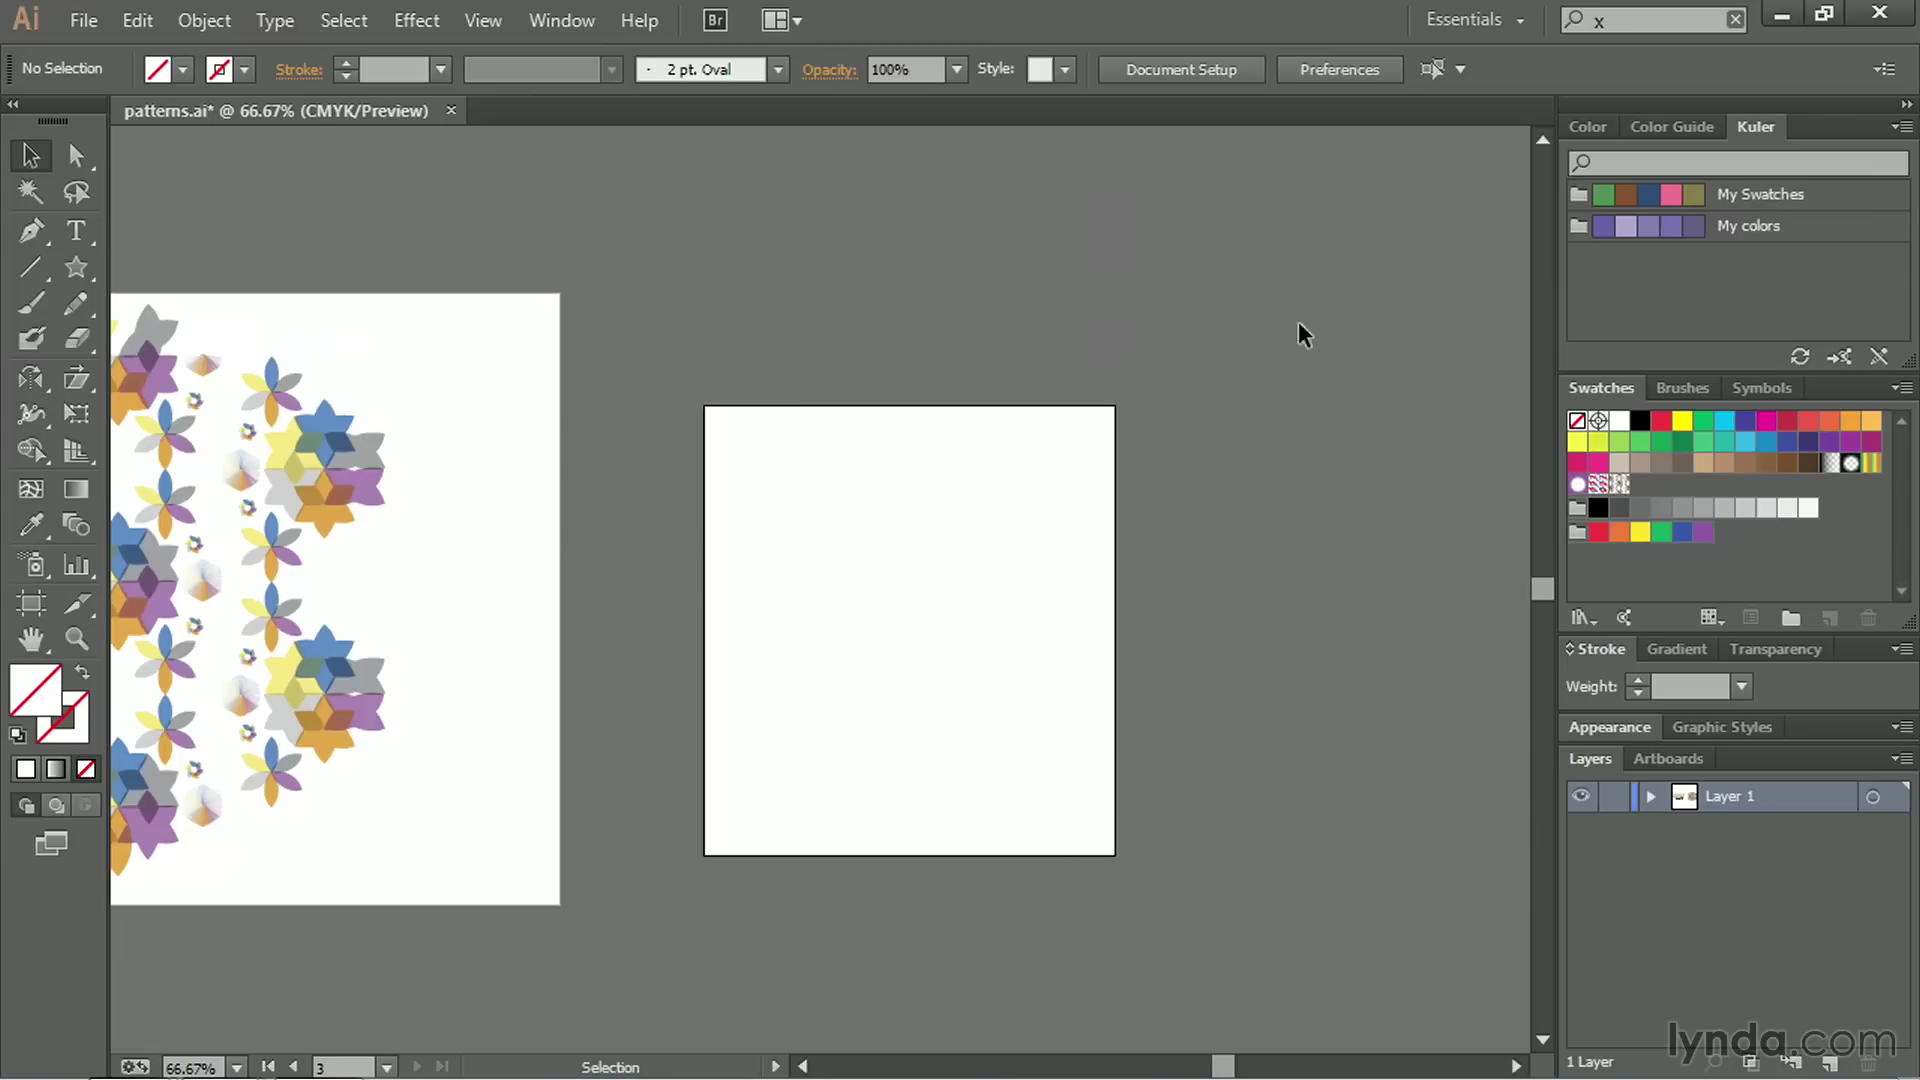 Ai File Edit Object Type Select Effect View Window Help Br Essentials x
No Selection Stroke: 2 pt. Oval Opacity: 100% Style: Document Setup Preferences
patterns.ai* @ 66.67% (CMYK/Preview)
Color Color Guide Kuler
My Swatches
My colors
Swatches Brushes Symbols
Stroke Gradient Transparency
Weight:
Appearance Graphic Styles
Layers Artboards
Layer 1
lynda.com
1 Layer
66.67% 3 Selection